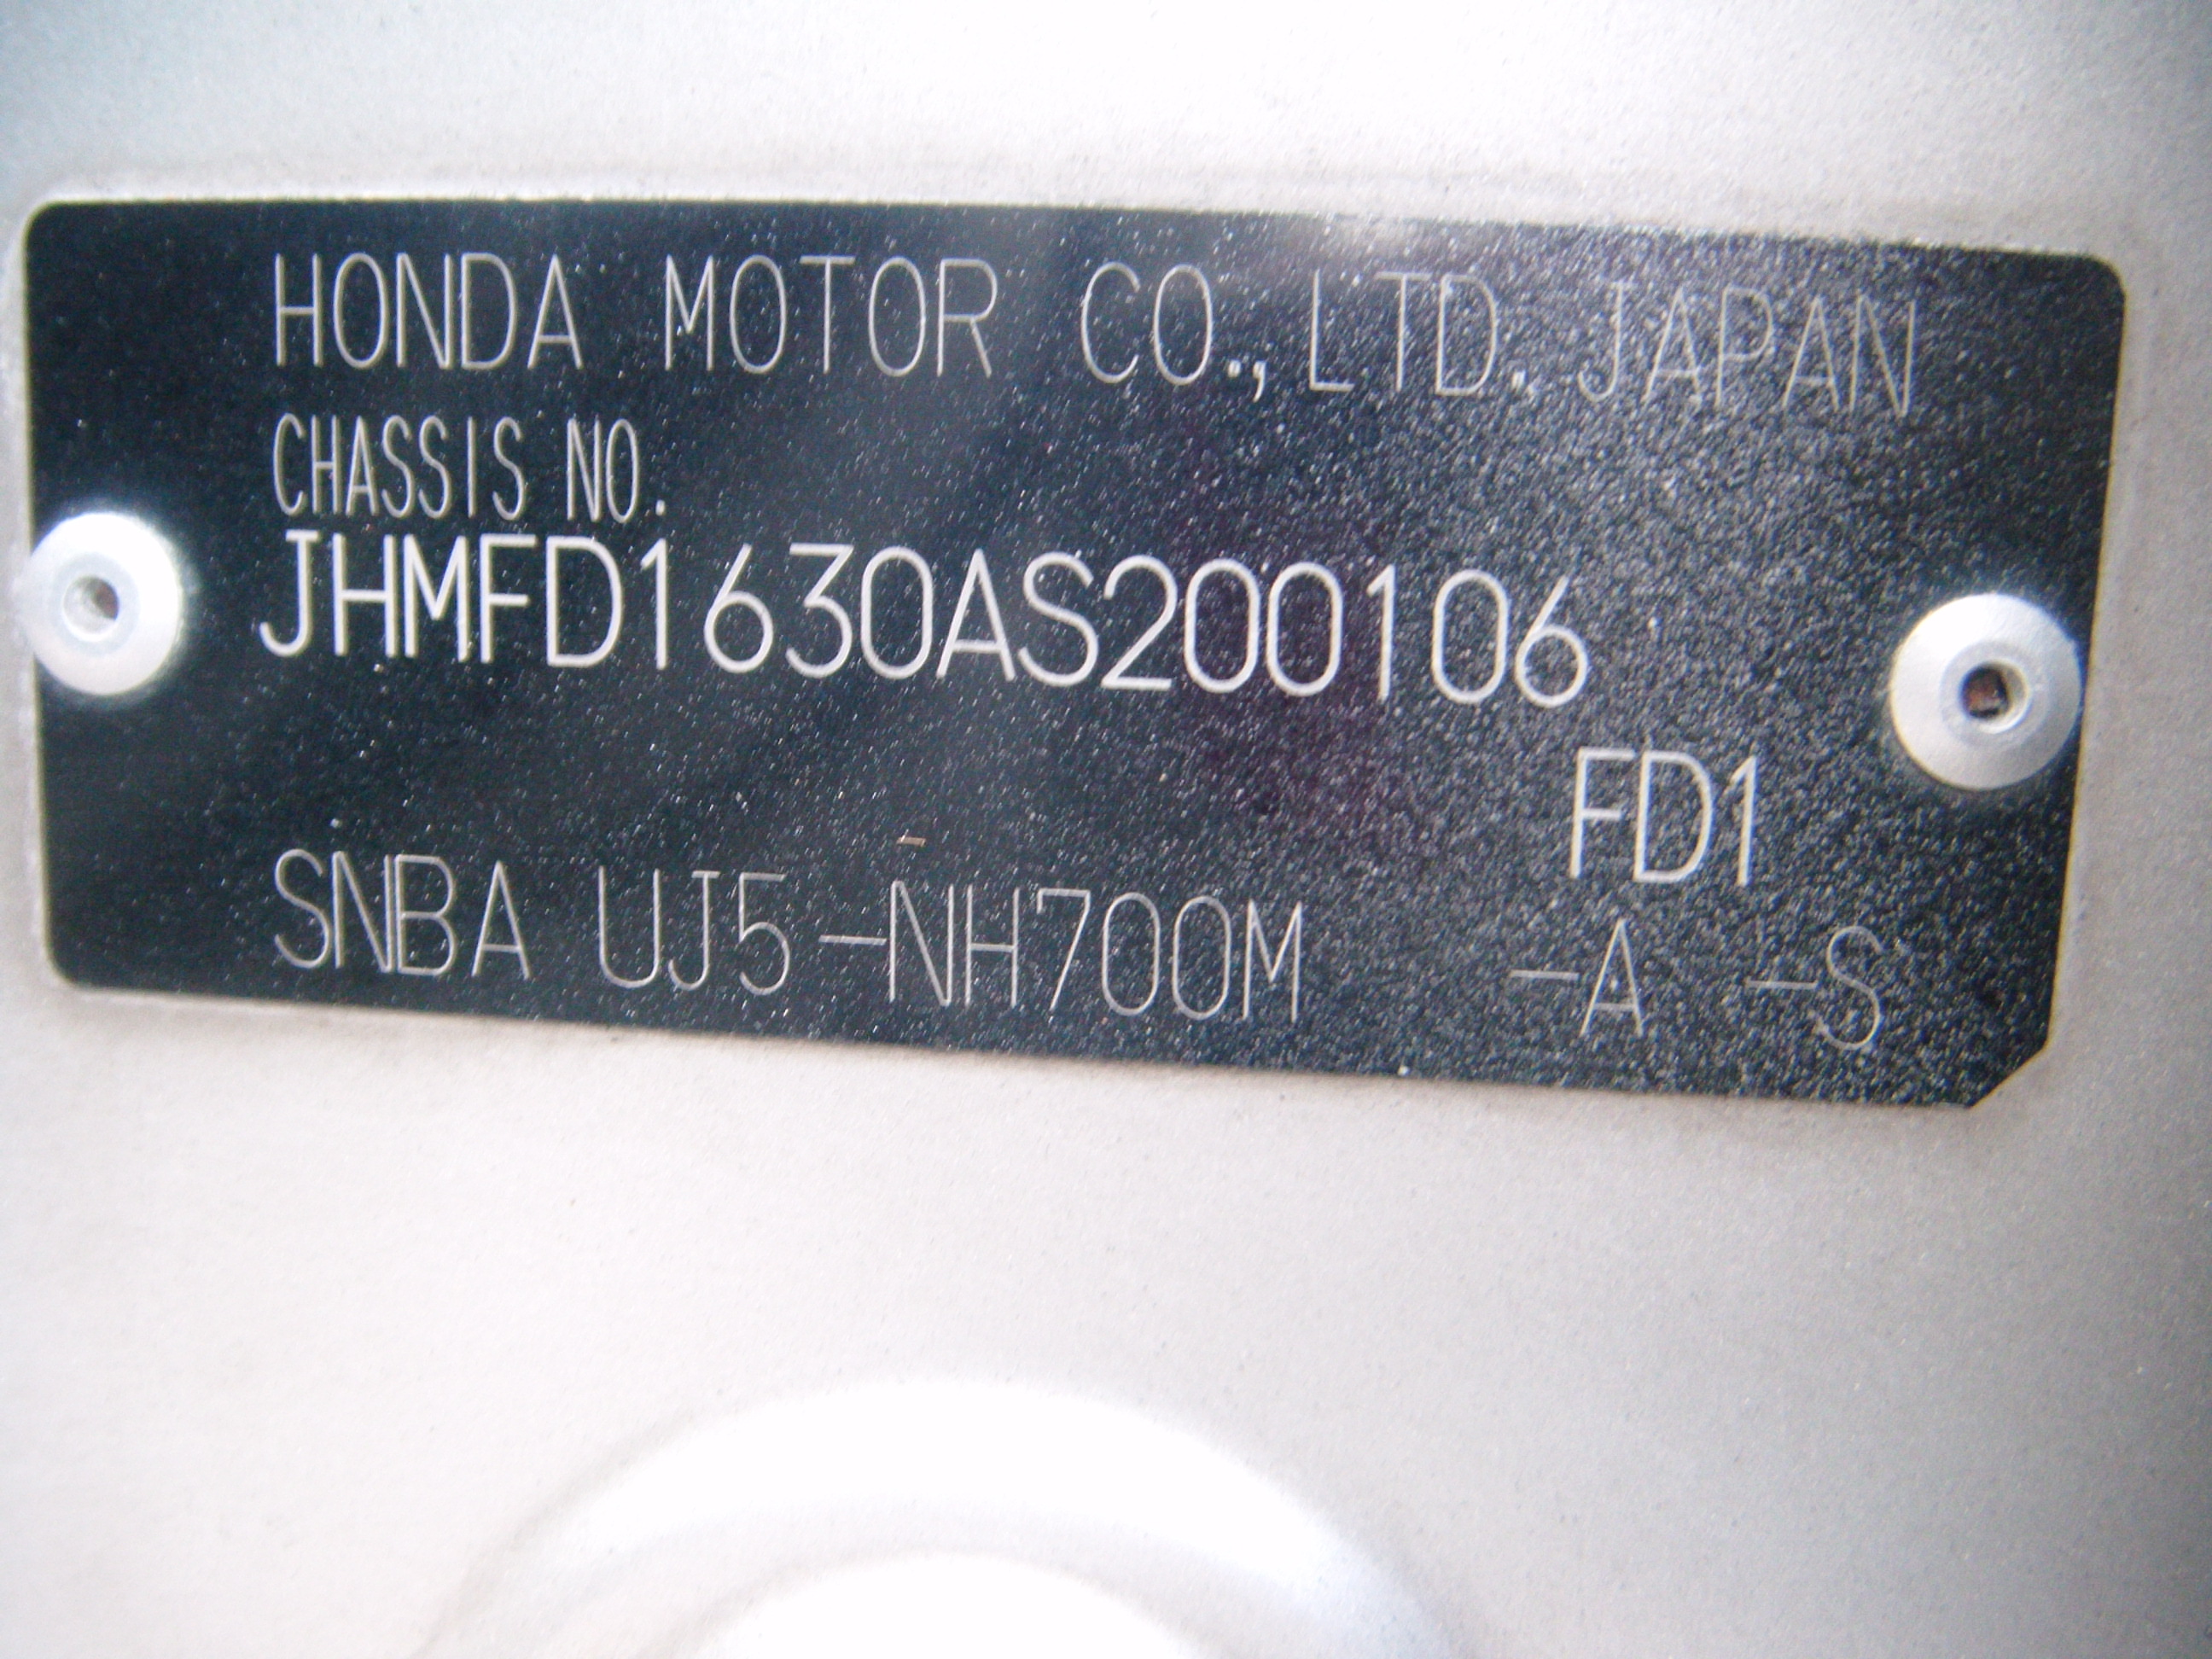 HONDA MOTOR CO., LTD. JAPAN
CHASSIS NO.
JHMFD1630AS200106
FD1
SNBA UJ5-NH700M -A -S